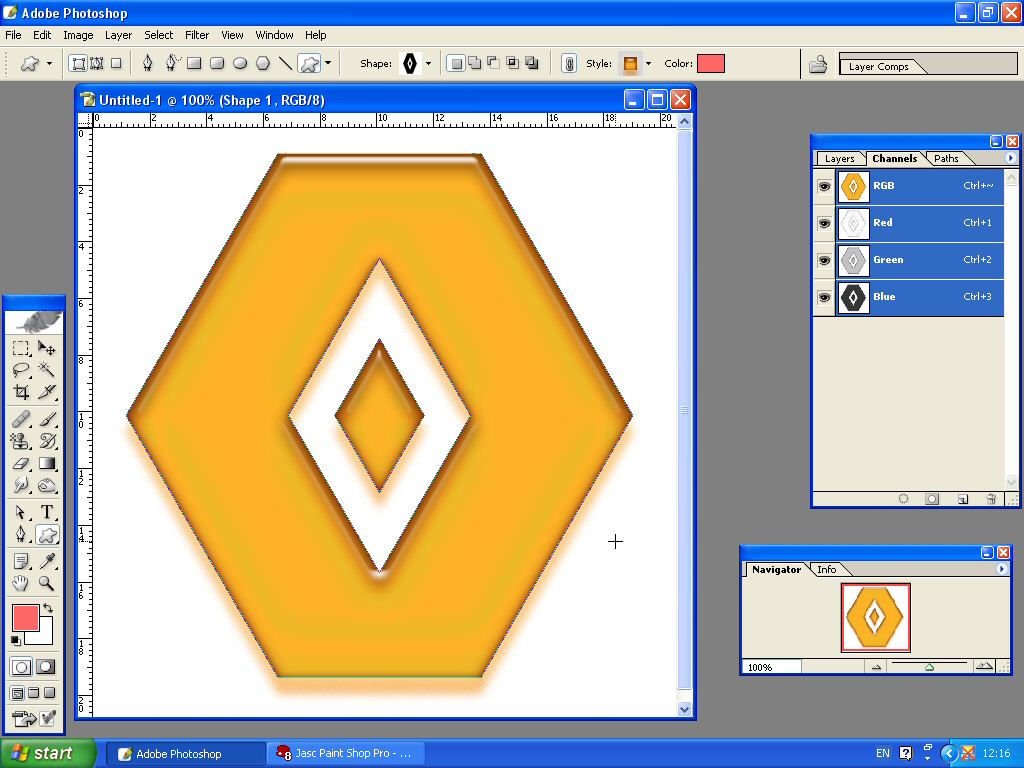 Adobe Photoshop
File Edit Image Layer Select Filter View Window Help
Shape: Style: Color: Layer Comps
Untitled-1 @ 100% (Shape 1 , RGB/8)
0 2 4 6 8 10 12 14 16 18 20
0
2
4
6
8
10
12
14
16
18
20
Layers Channels Paths
RGB Ctrl+~
Red Ctrl+1
Green Ctrl+2
Blue Ctrl+3
T
Navigator Info
100%
start Adobe Photoshop 8 Jasc Paint Shop Pro - ... EN ? 12:16